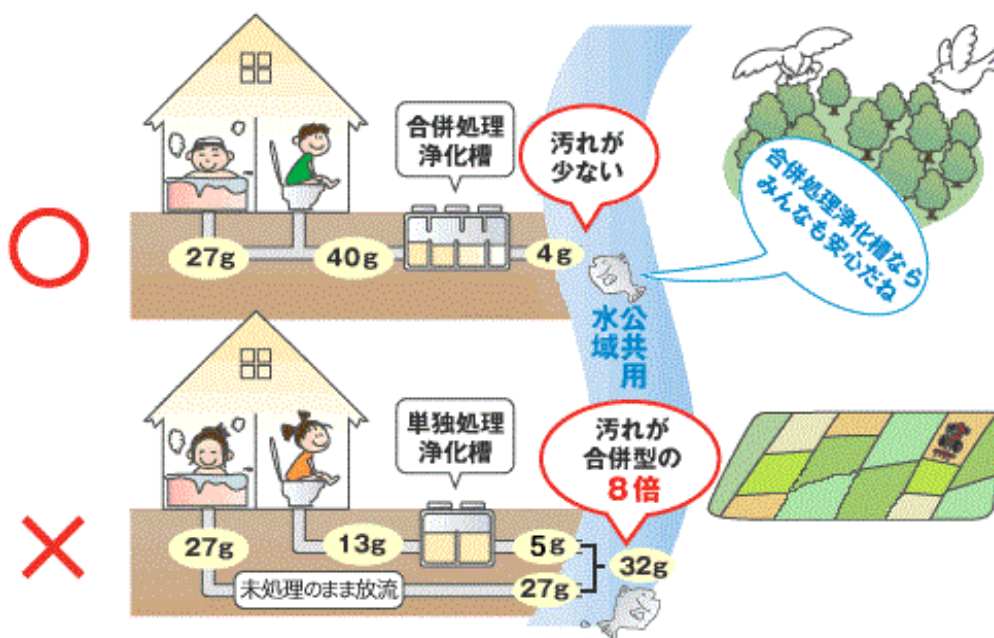 合併処理
浄化槽
汚れが
少ない
合併処理浄化槽なら
みんなも安心だね
27g
40g
4g
公共用
水域
単独処理
浄化槽
汚れが
合併型の
8倍
27g
13g
5g
32g
未処理のまま放流
27g